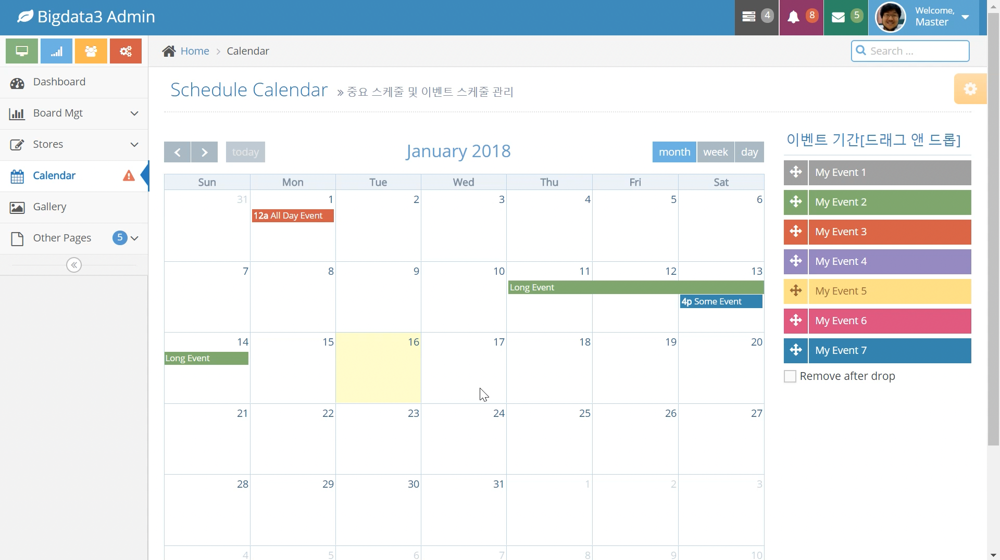 Bigdata3 Admin
4
8
5
Welcome,
Master
Home > Calendar
Search ...
Dashboard
Board Mgt
Stores
Calendar
Gallery
Other Pages 5
Schedule Calendar » 중요 스케줄 및 이벤트 스케줄 관리
today
January 2018
month week day
Sun Mon Tue Wed Thu Fri Sat
31 1 2 3 4 5 6
12a All Day Event
7 8 9 10 11 12 13
Long Event
4p Some Event
14 15 16 17 18 19 20
Long Event
21 22 23 24 25 26 27
28 29 30 31 1 2 3
4 5 6 7 8 9 10
이벤트 기간[드래그 앤 드롭]
My Event 1
My Event 2
My Event 3
My Event 4
My Event 5
My Event 6
My Event 7
Remove after drop